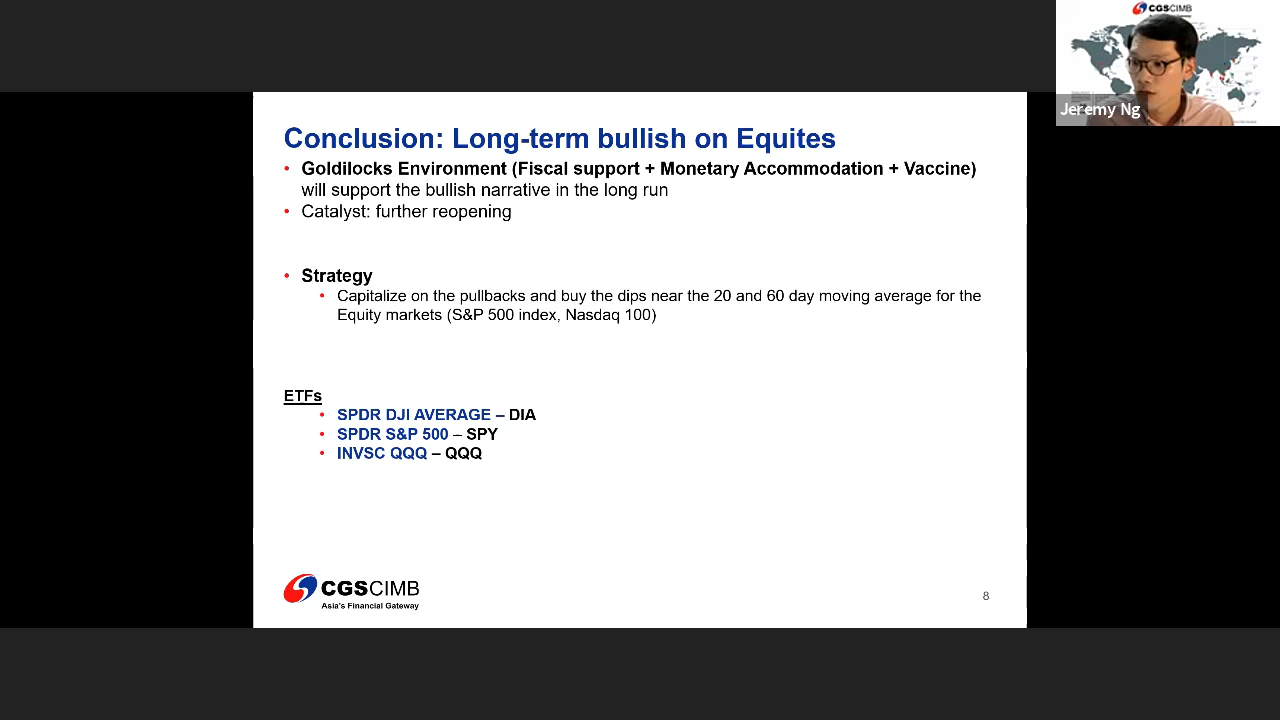 CGSCIMB
Jeremy Ng
Conclusion: Long-term bullish on Equites
• Goldilocks Environment (Fiscal support + Monetary Accommodation + Vaccine)
will support the bullish narrative in the long run
• Catalyst: further reopening
• Strategy
• Capitalize on the pullbacks and buy the dips near the 20 and 60 day moving average for the
Equity markets (S&P 500 index, Nasdaq 100)
ETFs
• SPDR DJI AVERAGE – DIA
• SPDR S&P 500 – SPY
• INVSC QQQ – QQQ
CGSCIMB
Asia's Financial Gateway
8